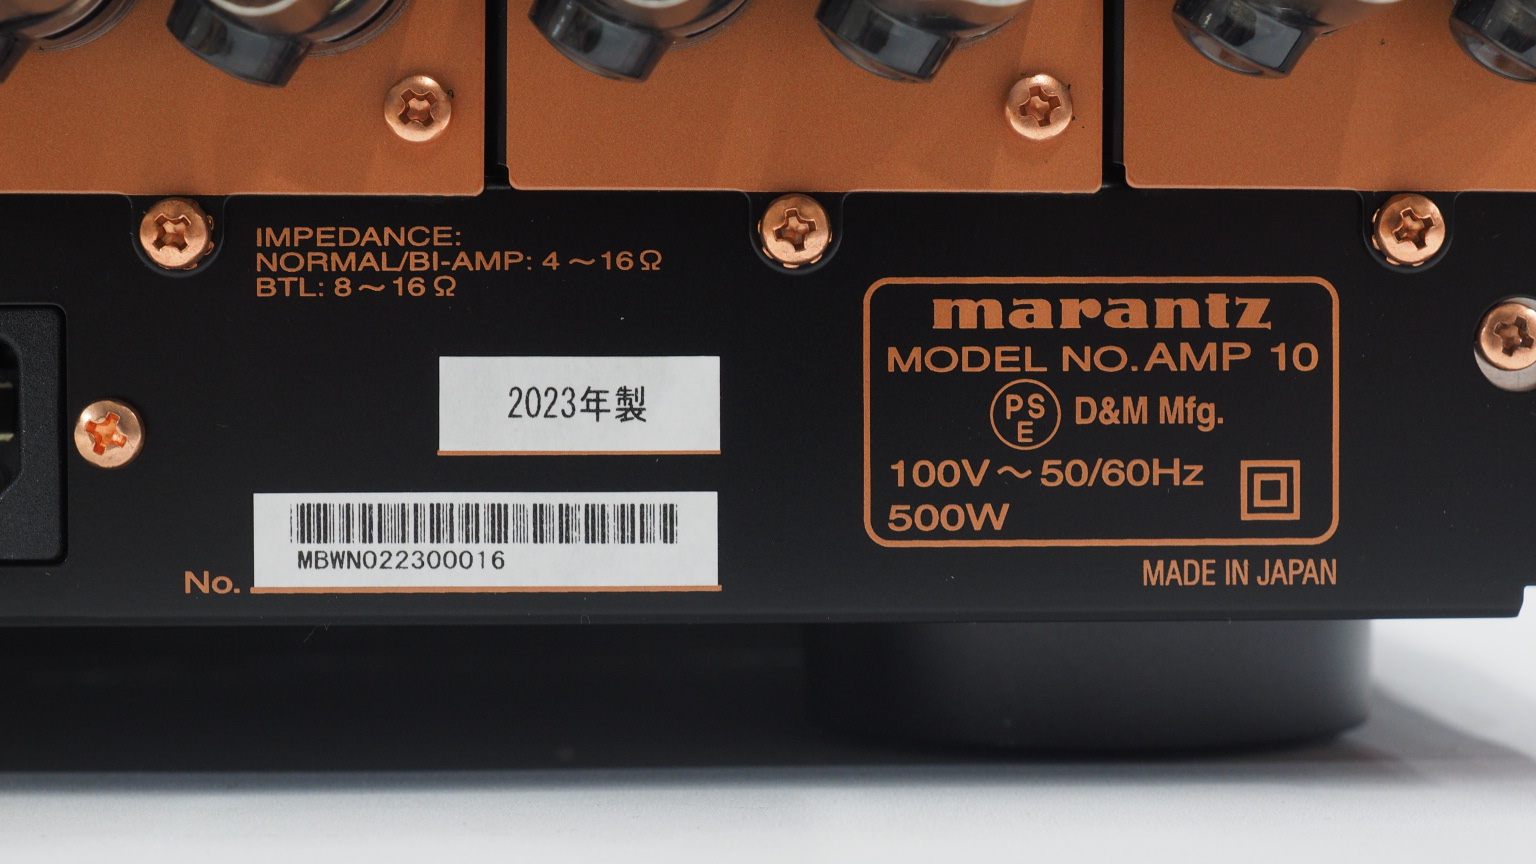 IMPEDANCE:
NORMAL/BI-AMP: 4～16Ω
BTL: 8～16Ω
2023年製
MBWN022300016
No.
marantz
MODEL NO. AMP 10
PSE D&M Mfg.
100V～50/60Hz
500W
MADE IN JAPAN